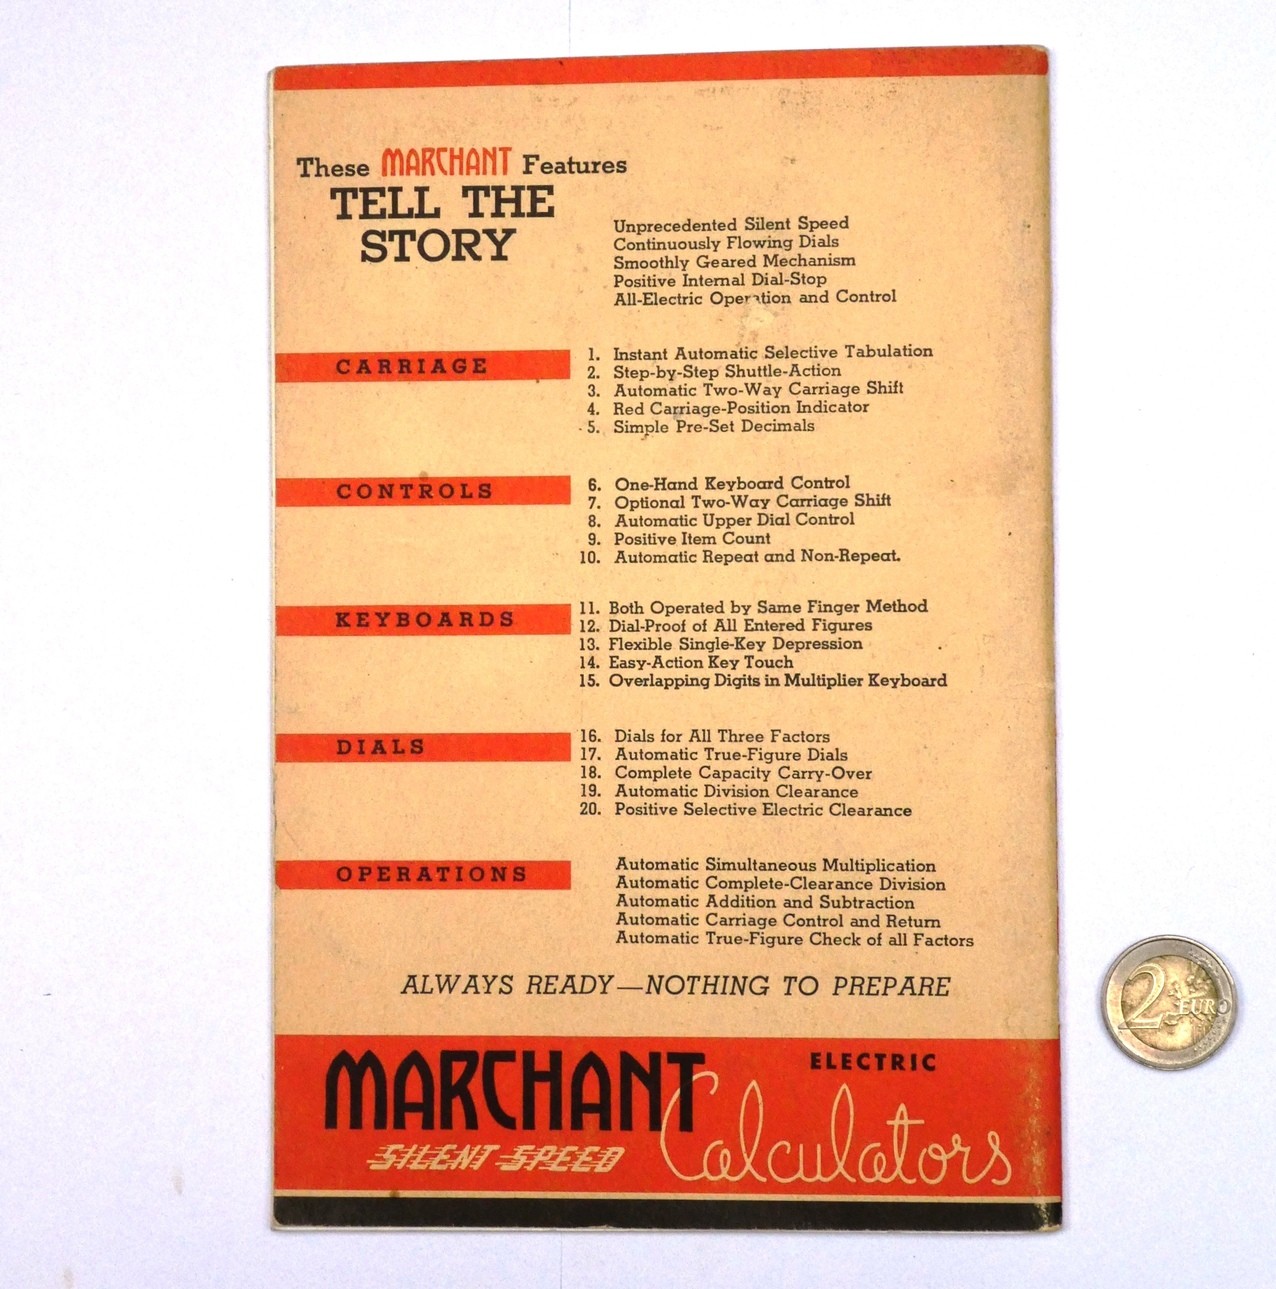 These MARCHANT Features
TELL THE
STORY
Unprecedented Silent Speed
Continuously Flowing Dials
Smoothly Geared Mechanism
Positive Internal Dial-Stop
All-Electric Operation and Control
CARRIAGE
1. Instant Automatic Selective Tabulation
2. Step-by-Step Shuttle-Action
3. Automatic Two-Way Carriage Shift
4. Red Carriage-Position Indicator
5. Simple Pre-Set Decimals
CONTROLS
6. One-Hand Keyboard Control
7. Optional Two-Way Carriage Shift
8. Automatic Upper Dial Control
9. Positive Item Count
10. Automatic Repeat and Non-Repeat.
KEYBOARDS
11. Both Operated by Same Finger Method
12. Dial-Proof of All Entered Figures
13. Flexible Single-Key Depression
14. Easy-Action Key Touch
15. Overlapping Digits in Multiplier Keyboard
DIALS
16. Dials for All Three Factors
17. Automatic True-Figure Dials
18. Complete Capacity Carry-Over
19. Automatic Division Clearance
20. Positive Selective Electric Clearance
OPERATIONS
Automatic Simultaneous Multiplication
Automatic Complete-Clearance Division
Automatic Addition and Subtraction
Automatic Carriage Control and Return
Automatic True-Figure Check of all Factors
ALWAYS READY—NOTHING TO PREPARE
MARCHANT ELECTRIC
SILENT SPEED Calculators
2 EURO